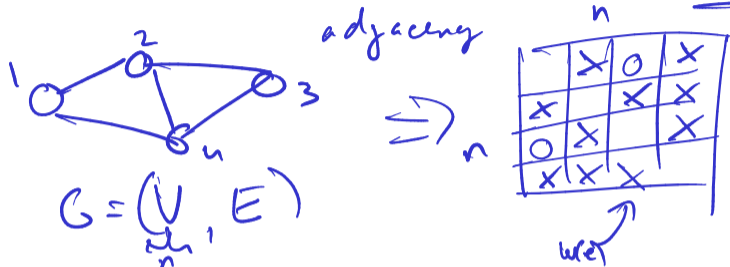 adjacency
n
1 2 3 4
⇒
n
X O X
X X X
O X X
X X X
G = (V, E)
n